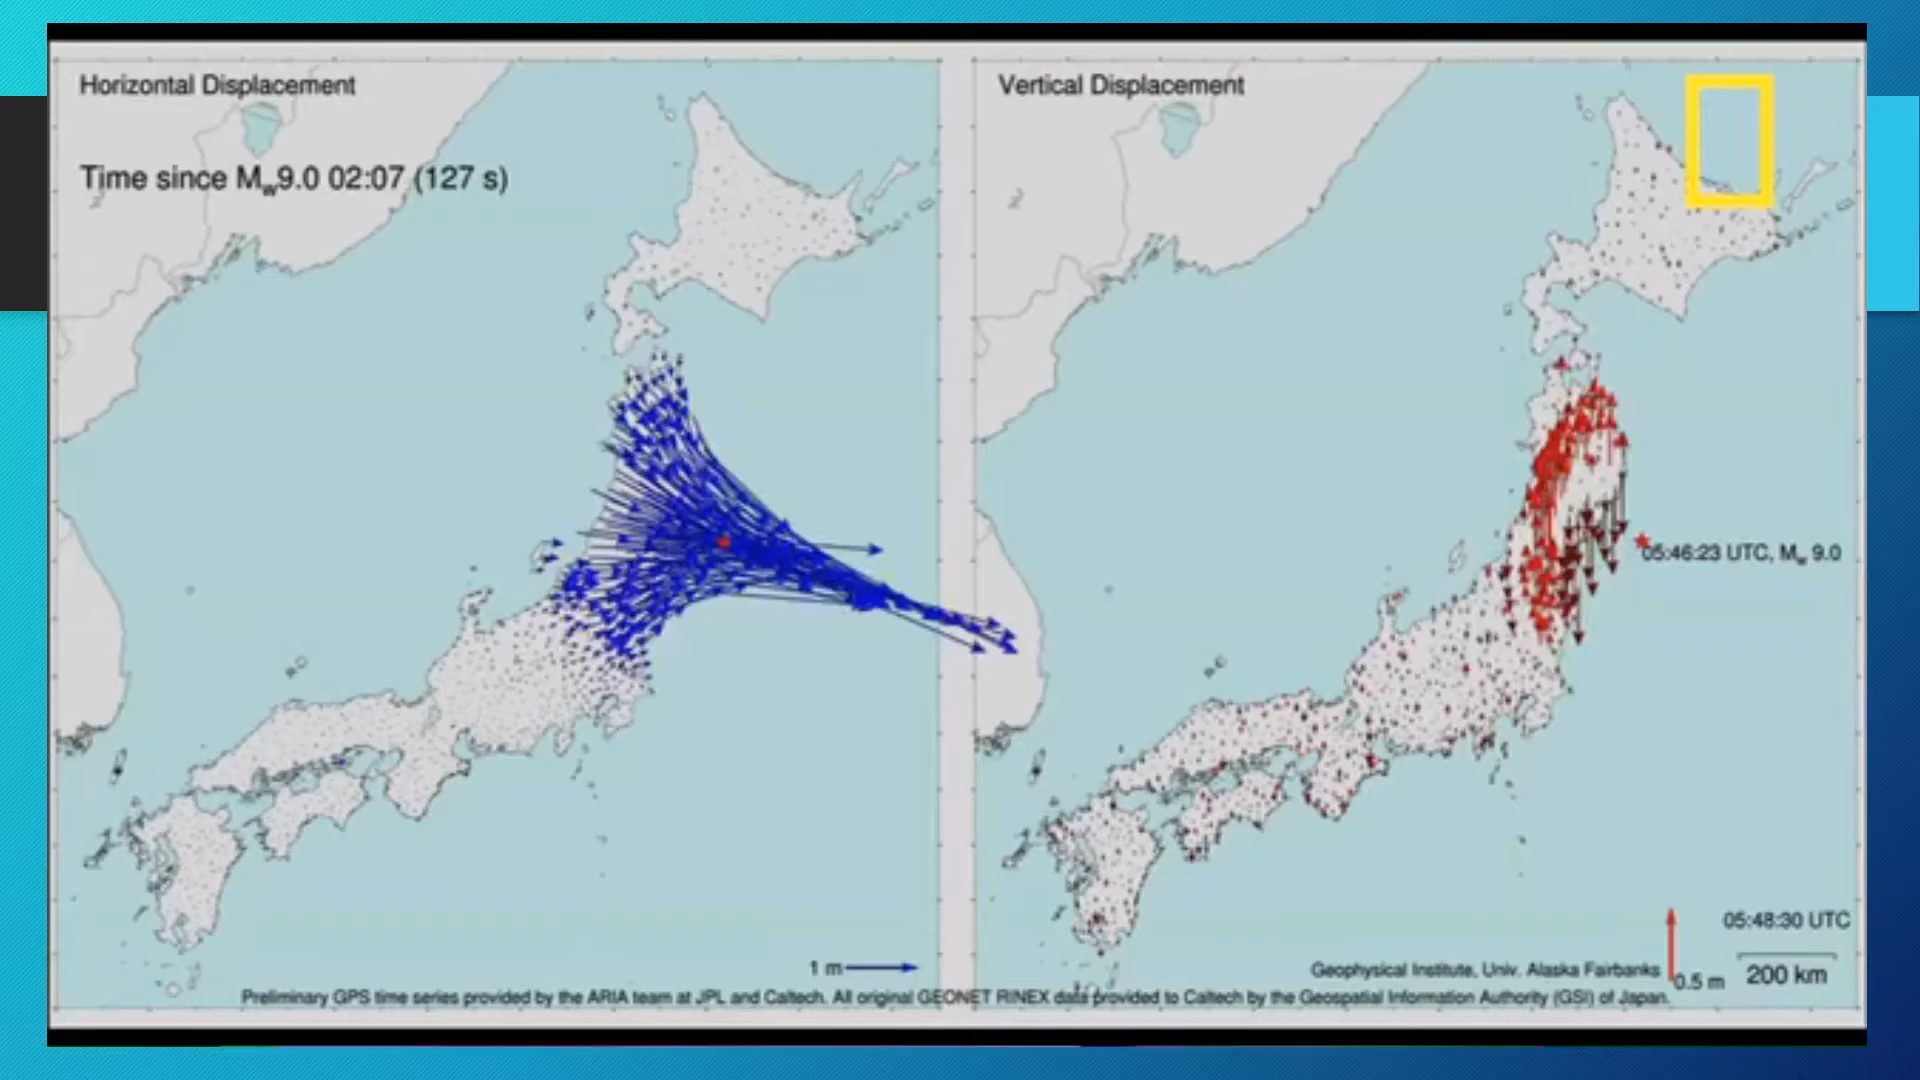 Horizontal Displacement
Time since Mw9.0 02:07 (127 s)
1 m
Vertical Displacement
05:46:23 UTC, Mw 9.0
05:48:30 UTC
Geophysical Institute, Univ. Alaska Fairbanks
0.5 m
200 km
Preliminary GPS time series provided by the ARIA team at JPL and Caltech. All original GEONET RINEX data provided to Caltech by the Geospatial Information Authority (GSI) of Japan.